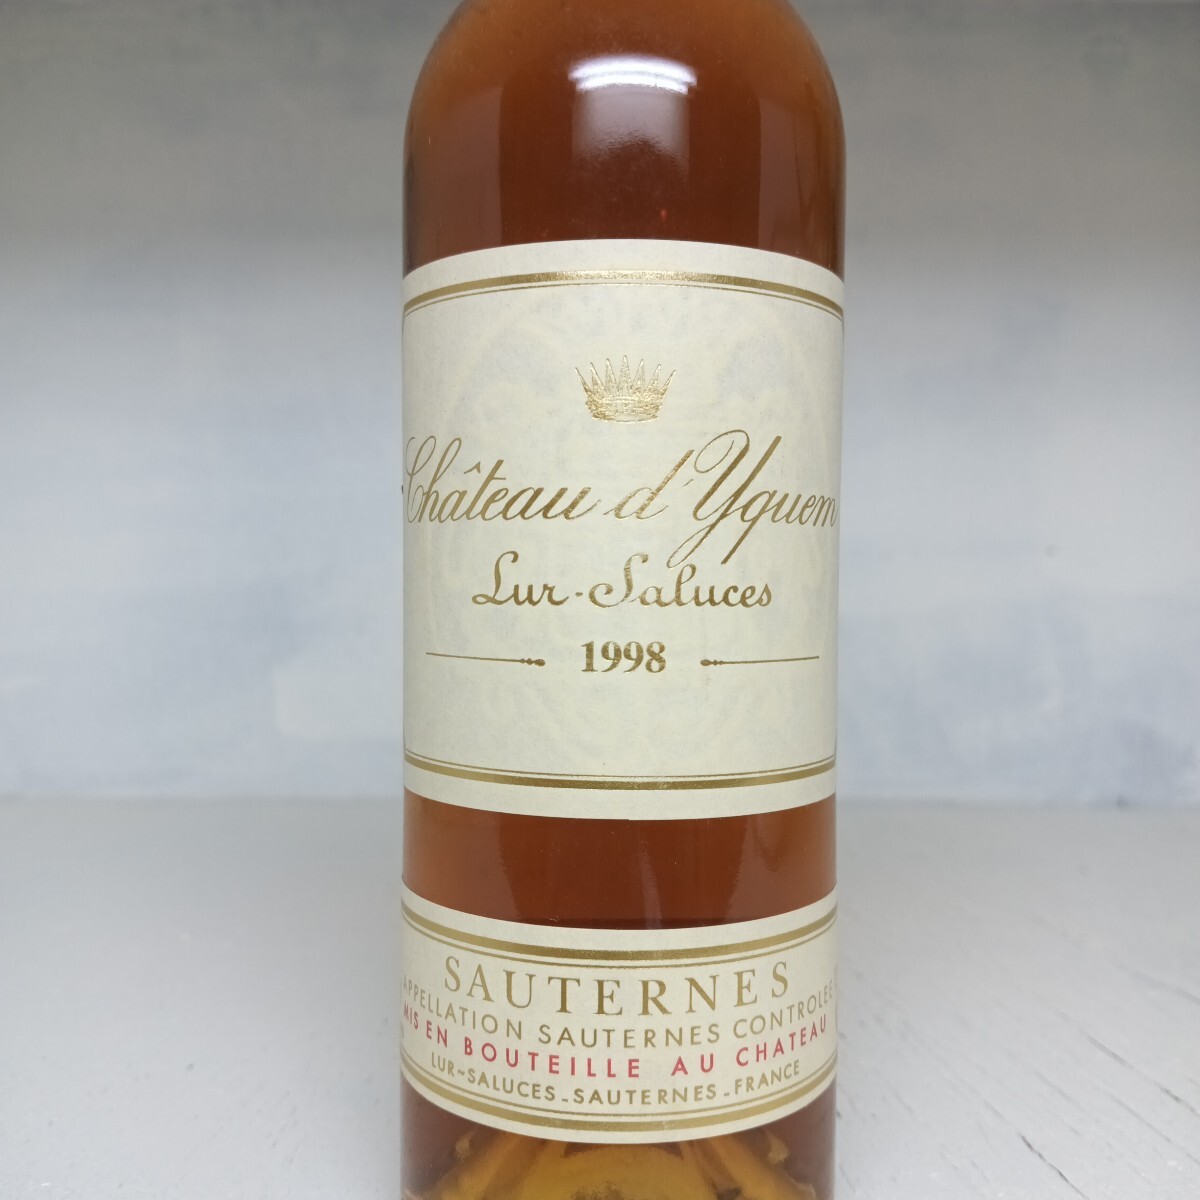 Château d'Yquem
Lur-Saluces
1998
SAUTERNES
APPELLATION SAUTERNES CONTROLÉE
MIS EN BOUTEILLE AU CHATEAU
LUR-SALUCES-SAUTERNES-FRANCE